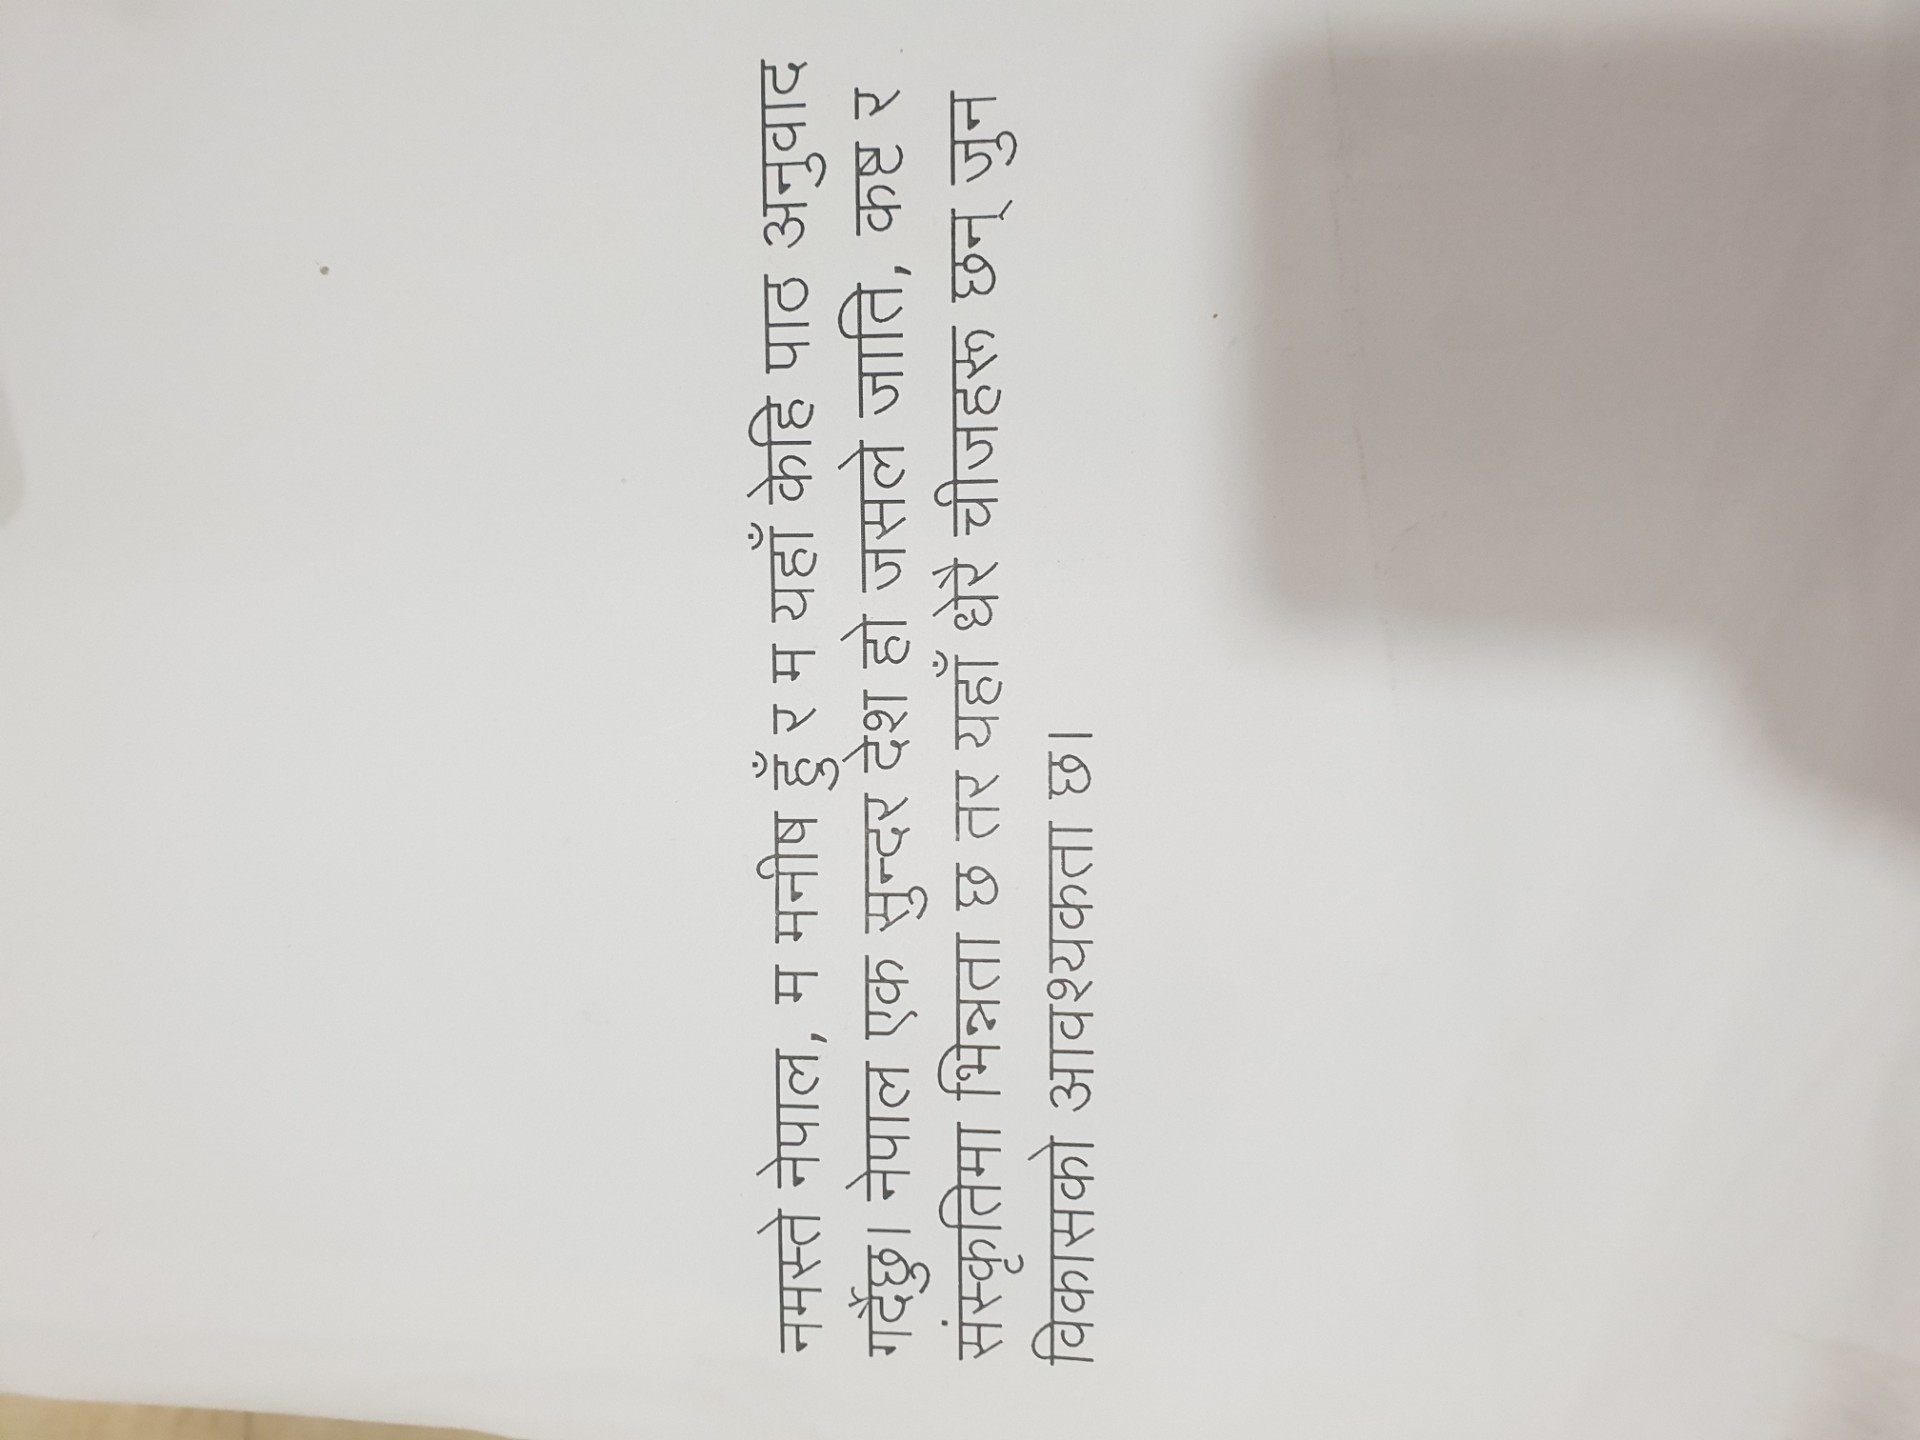 नमस्ते नेपाल, म मनीष हुँ र म यहाँ केहि पाठ अनुवाद
गर्दैछु। नेपाल एक सुन्दर देश हो जसले जाति, कष्ट र
संस्कृतिमा भिन्नता छ तर यहाँ धेरै चीजहरू छन् जुन
विकासको आवश्यकता छ।